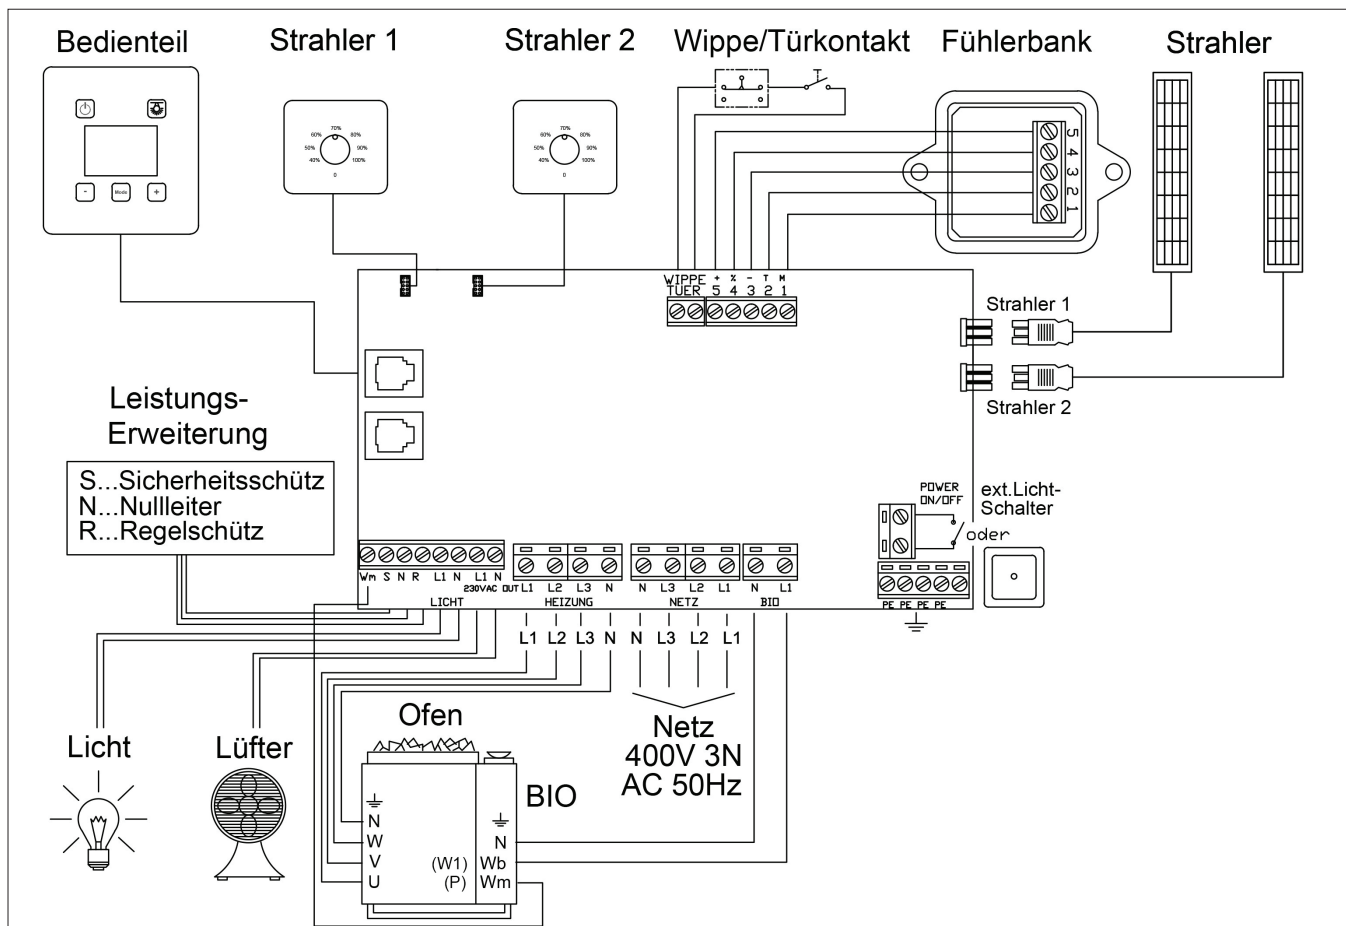 Bedienteil
Strahler 1
Strahler 2
Wippe/Türkontakt
Fühlerbank
Strahler
T
70%
60% 80%
50% 90%
40% 100%
0
70%
60% 80%
50% 90%
40% 100%
0
- Mode +
5
4
3
2
1
WIPPE + % - T M
TUER 5 4 3 2 1
Strahler 1
Strahler 2
Leistungs-
Erweiterung
S...Sicherheitsschütz
N...Nullleiter
R...Regelschütz
POWER
ON/OFF
ext.Licht-
Schalter
oder
Wm S N R L1 N L1 N
230VAC OUT
L1 L2 L3 N
N L3 L2 L1
N L1
LICHT
HEIZUNG
NETZ
BIO
PE PE PE PE
L1 L2 L3 N N L3 L2 L1
Netz
400V 3N
AC 50Hz
Ofen
BIO
Licht
Lüfter
N
W
V
U
N
(W1) Wb
(P) Wm